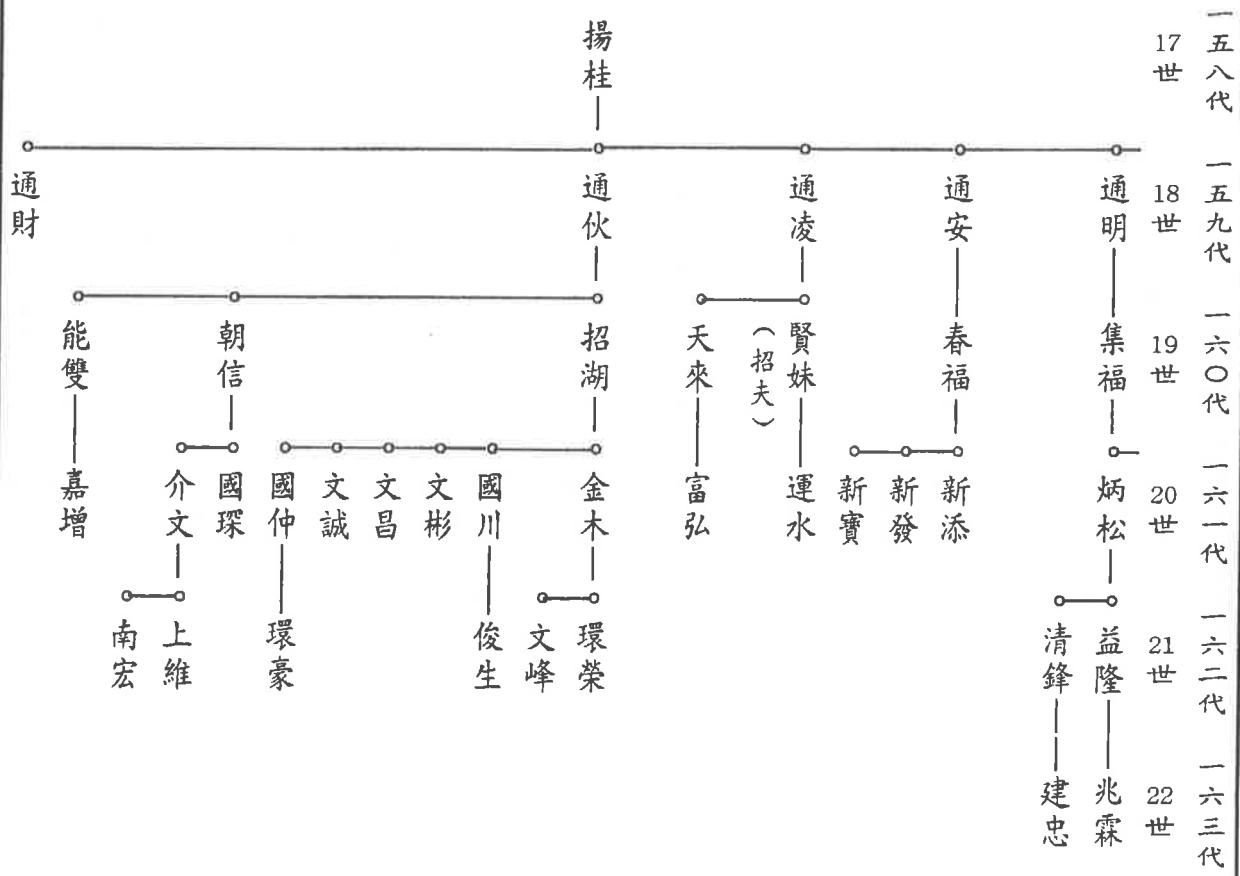 一五八代
17世
揚桂
一五九代
18世
通明
通安
通凌
通伙
通財
一六〇代
19世
集福
春福
賢妹
（招夫）
天來
招湖
朝信
能雙
一六一代
20世
炳松
新添
新發
新寶
運水
富弘
金木
國川
文彬
文昌
文誠
國仲
國琛
介文
嘉增
一六二代
21世
益隆
清鋒
環榮
文峰
俊生
環豪
上維
南宏
一六三代
22世
兆霖
建忠